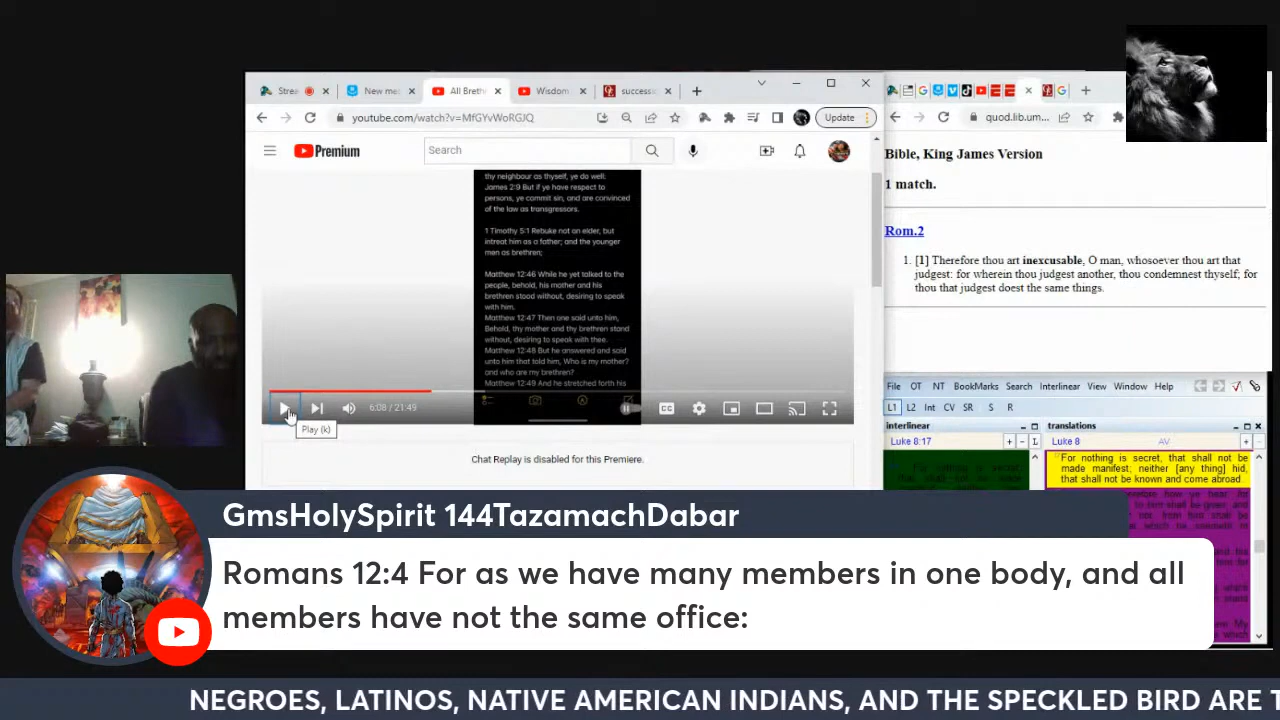 Strea
New me
All Breth
Wisdom
success
youtube.com/watch?v=MfGYvWoRGJQ
Update
Premium
Search
thy neighbour as thyself, ye do well:
James 2:9 But if ye have respect to
persons, ye commit sin, and are convinced
of the law as transgressors.
1 Timothy 5:1 Rebuke not an elder, but
intreat him as a father; and the younger
men as brethren;
Matthew 12:46 While he yet talked to the
people, behold, his mother and his
brethren stood without, desiring to speak
with him.
Matthew 12:47 Then one said unto him,
Behold, thy mother and thy brethren stand
without, desiring to speak with thee.
Matthew 12:48 But he answered and said
unto him that told him, Who is my mother?
and who are my brethren?
Matthew 12:49 And he stretched forth his
6:08 / 21:49
CC
Play (k)
Chat Replay is disabled for this Premiere.
quod.lib.um...
Bible, King James Version
1 match.
Rom.2
1. [1] Therefore thou art inexcusable, O man, whosoever thou art that
judgest: for wherein thou judgest another, thou condemnest thyself; for
thou that judgest doest the same things.
File OT NT BookMarks Search Interlinear View Window Help
L1 L2 Int CV SR S R
interlinear
translations
Luke 8:17
+ - I
Luke 8
AV
For nothing is secret, that shall not be
made manifest; neither [any thing] hid,
that shall not be known and come abroad.
GmsHolySpirit 144TazamachDabar
Romans 12:4 For as we have many members in one body, and all
members have not the same office:
NEGROES, LATINOS, NATIVE AMERICAN INDIANS, AND THE SPECKLED BIRD ARE T